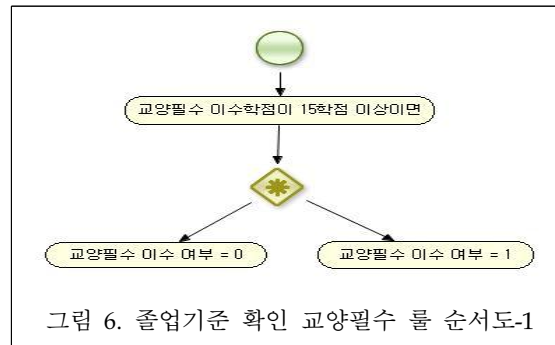 교양필수 이수학점이 15학점 이상이면
교양필수 이수 여부 = 0
교양필수 이수 여부 = 1
그림 6. 졸업기준 확인 교양필수 룰 순서도-1